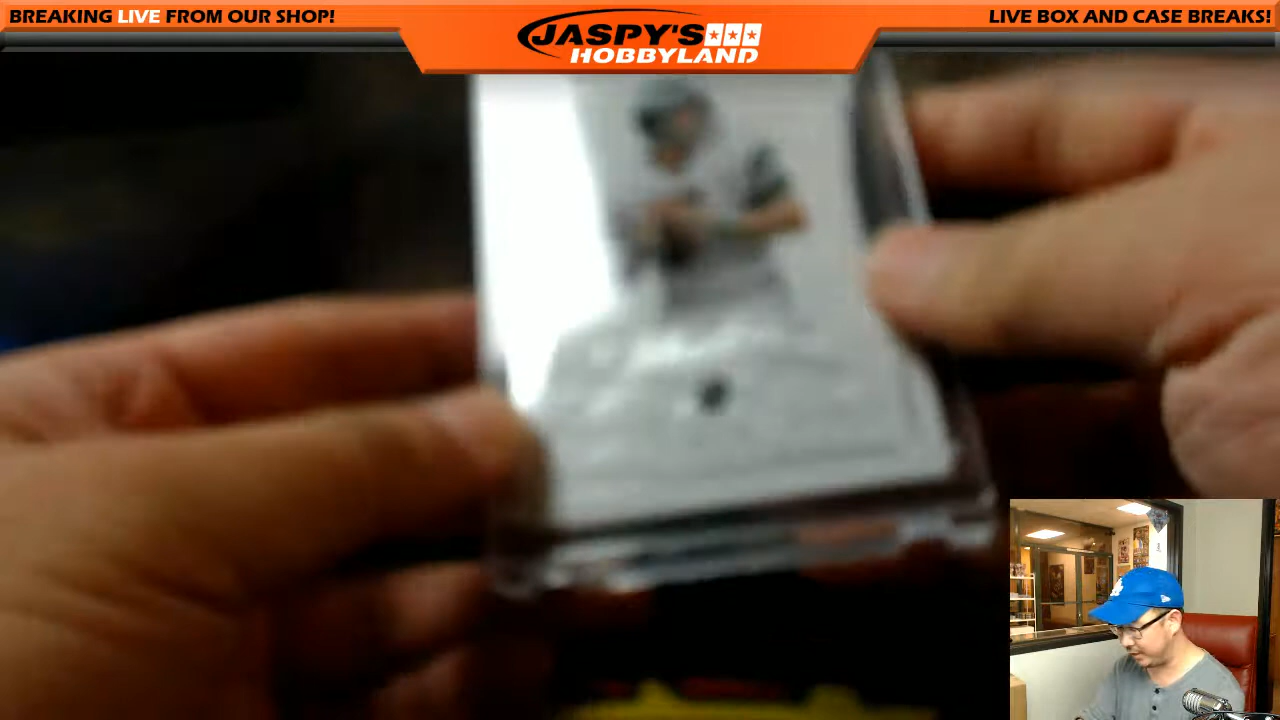 BREAKING LIVE FROM OUR SHOP!
JASPY'S
HOBBYLAND
LIVE BOX AND CASE BREAKS!